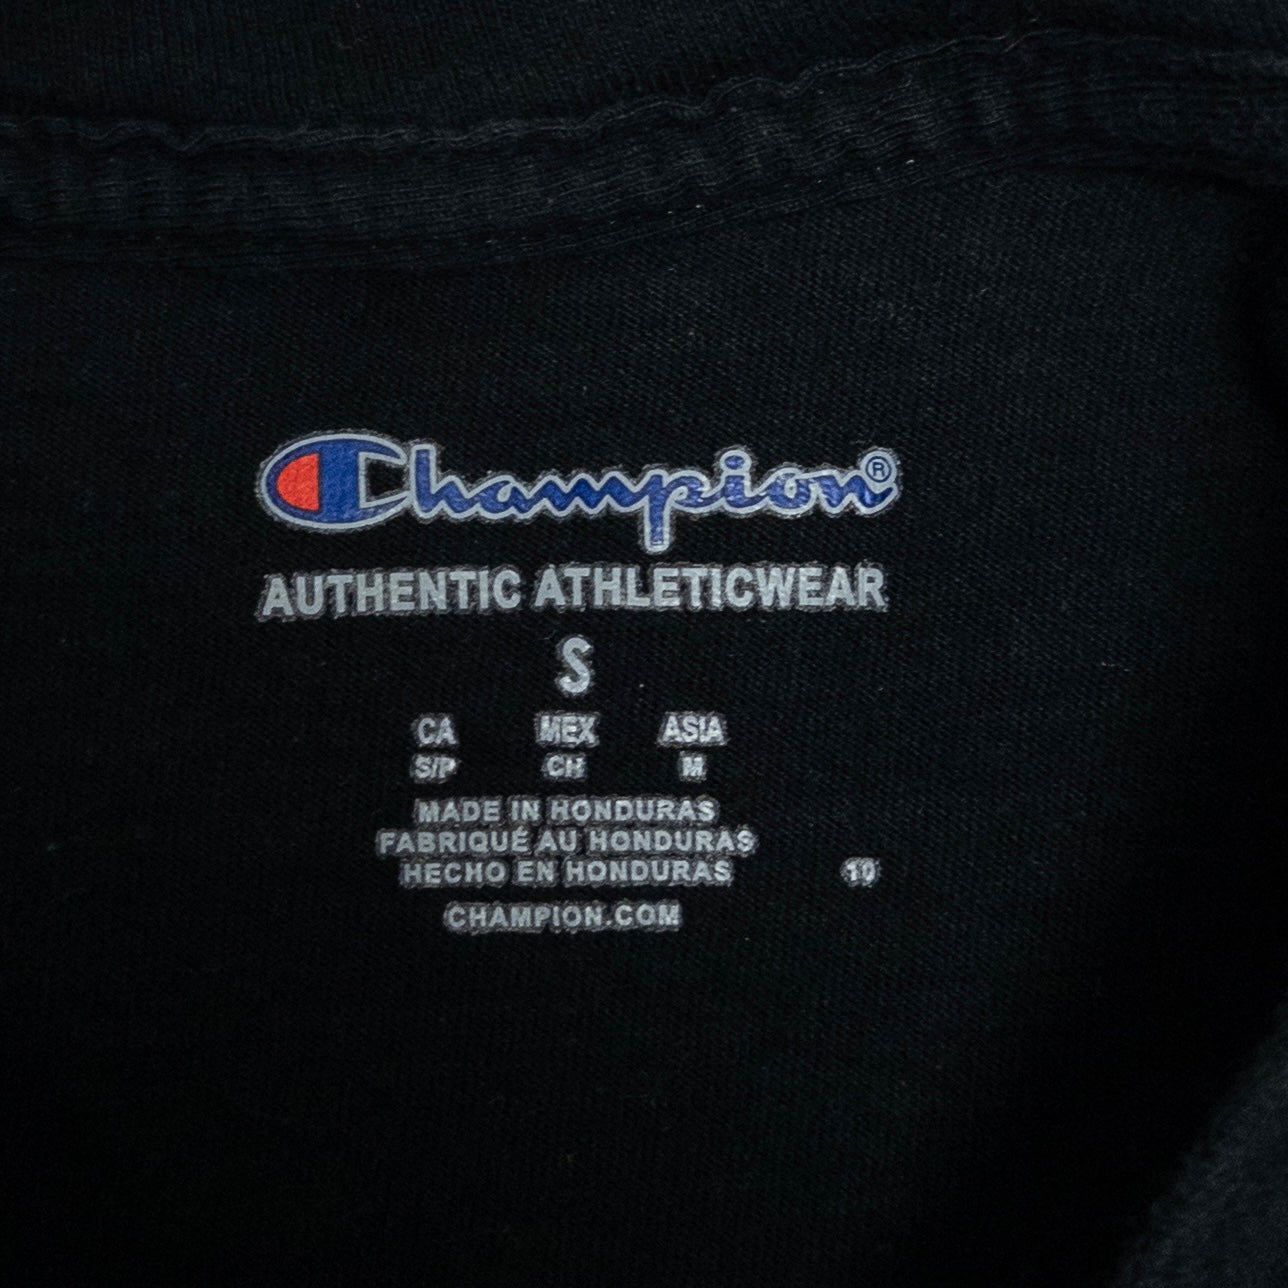 Champion®
AUTHENTIC ATHLETICWEAR
S
CA MEX ASIA
S/P CH M
MADE IN HONDURAS
FABRIQUÉ AU HONDURAS
HECHO EN HONDURAS 10
CHAMPION.COM